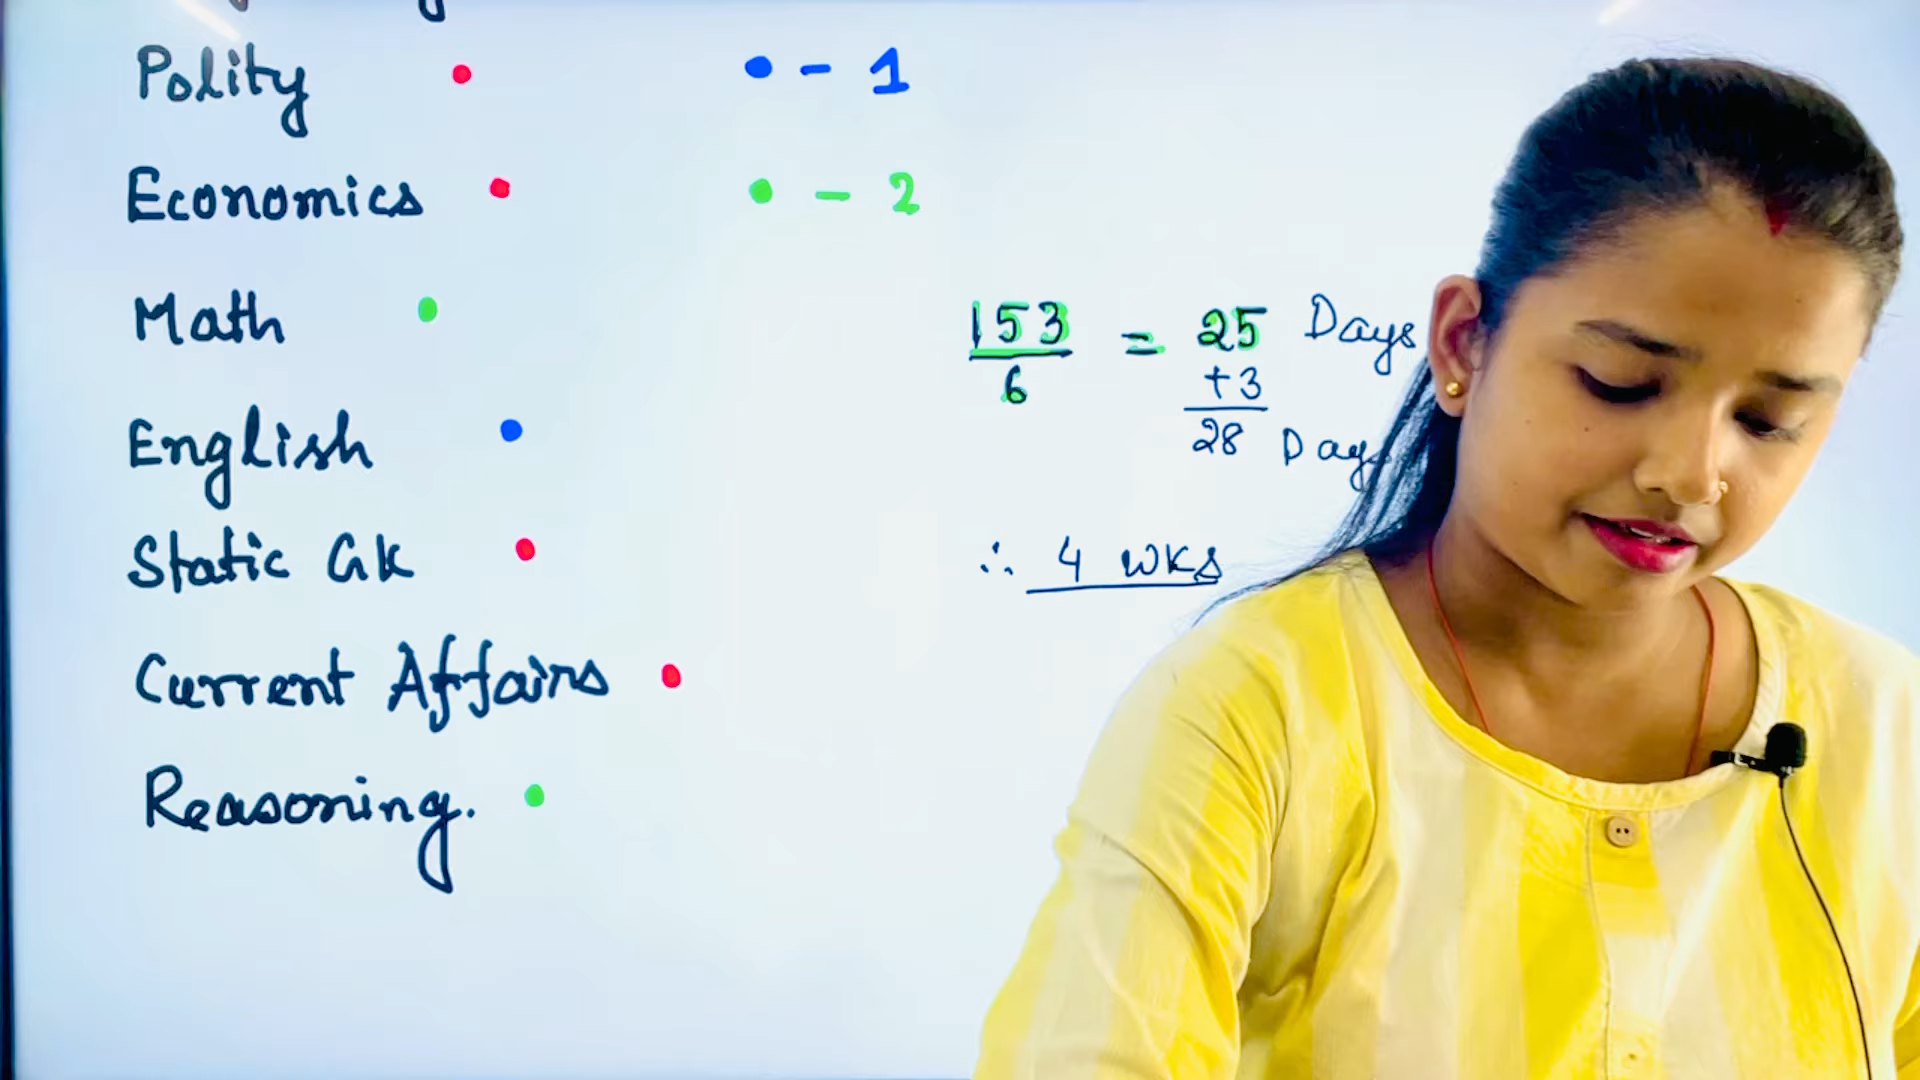 Polity • • - 1
Economics • • - 2
Math •
153/6 = 25 Days
+3
28 Days
English •
Static GK •
∴ 4 wks
Current Affairs •
Reasoning. •